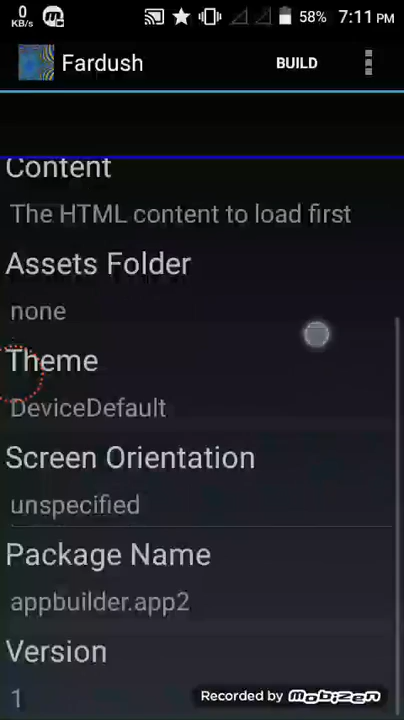 0
KB/s
58%
7:11 PM
Fardush
BUILD
Content
The HTML content to load first
Assets Folder
none
Theme
DeviceDefault
Screen Orientation
unspecified
Package Name
appbuilder.app2
Version
1
Recorded by mobizen